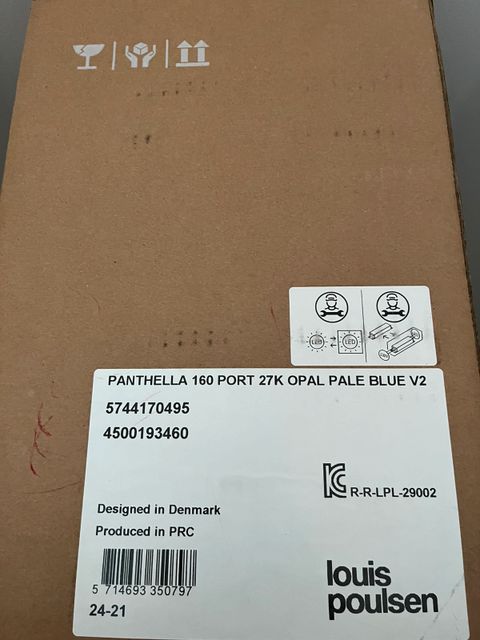 LED LED
PANTHELLA 160 PORT 27K OPAL PALE BLUE V2
5744170495
4500193460
R-R-LPL-29002
Designed in Denmark
Produced in PRC
5 714693 350797
24-21
louis
poulsen